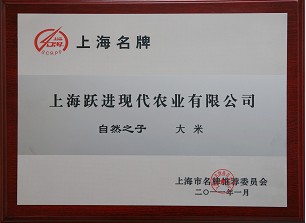 上海名牌
上海跃进现代农业有限公司
自然之子 大米
上海市名牌推荐委员会
二〇一一年一月